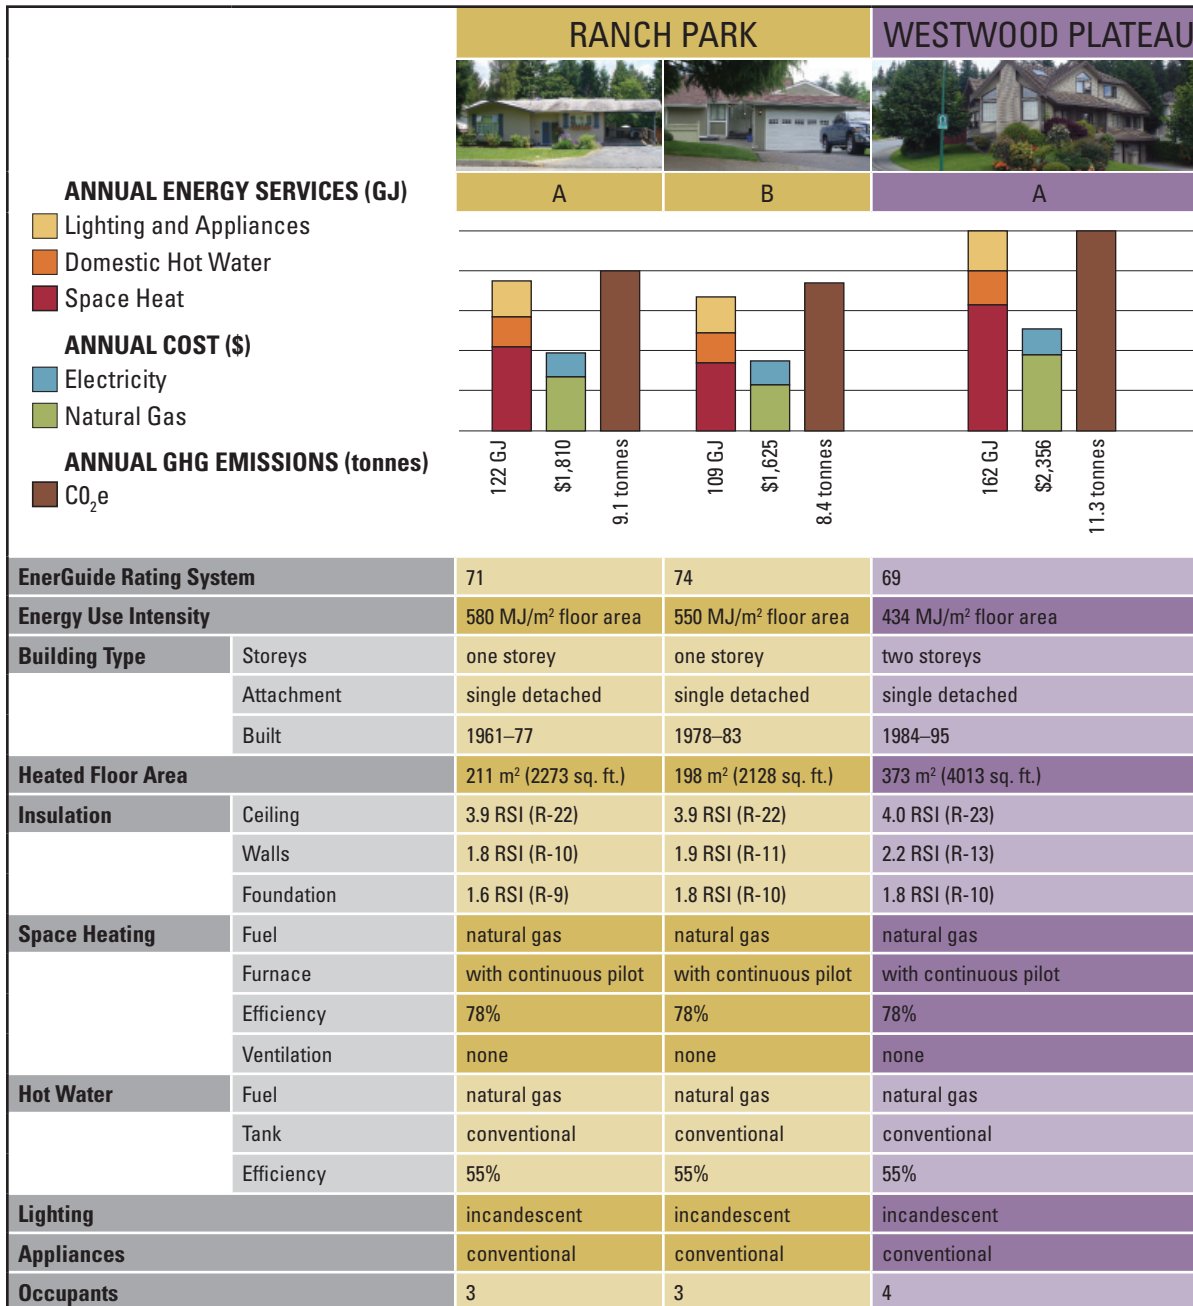 RANCH PARK WESTWOOD PLATEAU
A B A
ANNUAL ENERGY SERVICES (GJ)
Lighting and Appliances
Domestic Hot Water
Space Heat
ANNUAL COST ($)
Electricity
Natural Gas
ANNUAL GHG EMISSIONS (tonnes)
CO₂e
122 GJ
$1,810
9.1 tonnes
109 GJ
$1,625
8.4 tonnes
162 GJ
$2,356
11.3 tonnes
EnerGuide Rating System 71 74 69
Energy Use Intensity 580 MJ/m² floor area 550 MJ/m² floor area 434 MJ/m² floor area
Building Type Storeys one storey one storey two storeys
Attachment single detached single detached single detached
Built 1961–77 1978–83 1984–95
Heated Floor Area 211 m² (2273 sq. ft.) 198 m² (2128 sq. ft.) 373 m² (4013 sq. ft.)
Insulation Ceiling 3.9 RSI (R-22) 3.9 RSI (R-22) 4.0 RSI (R-23)
Walls 1.8 RSI (R-10) 1.9 RSI (R-11) 2.2 RSI (R-13)
Foundation 1.6 RSI (R-9) 1.8 RSI (R-10) 1.8 RSI (R-10)
Space Heating Fuel natural gas natural gas natural gas
Furnace with continuous pilot with continuous pilot with continuous pilot
Efficiency 78% 78% 78%
Ventilation none none none
Hot Water Fuel natural gas natural gas natural gas
Tank conventional conventional conventional
Efficiency 55% 55% 55%
Lighting incandescent incandescent incandescent
Appliances conventional conventional conventional
Occupants 3 3 4